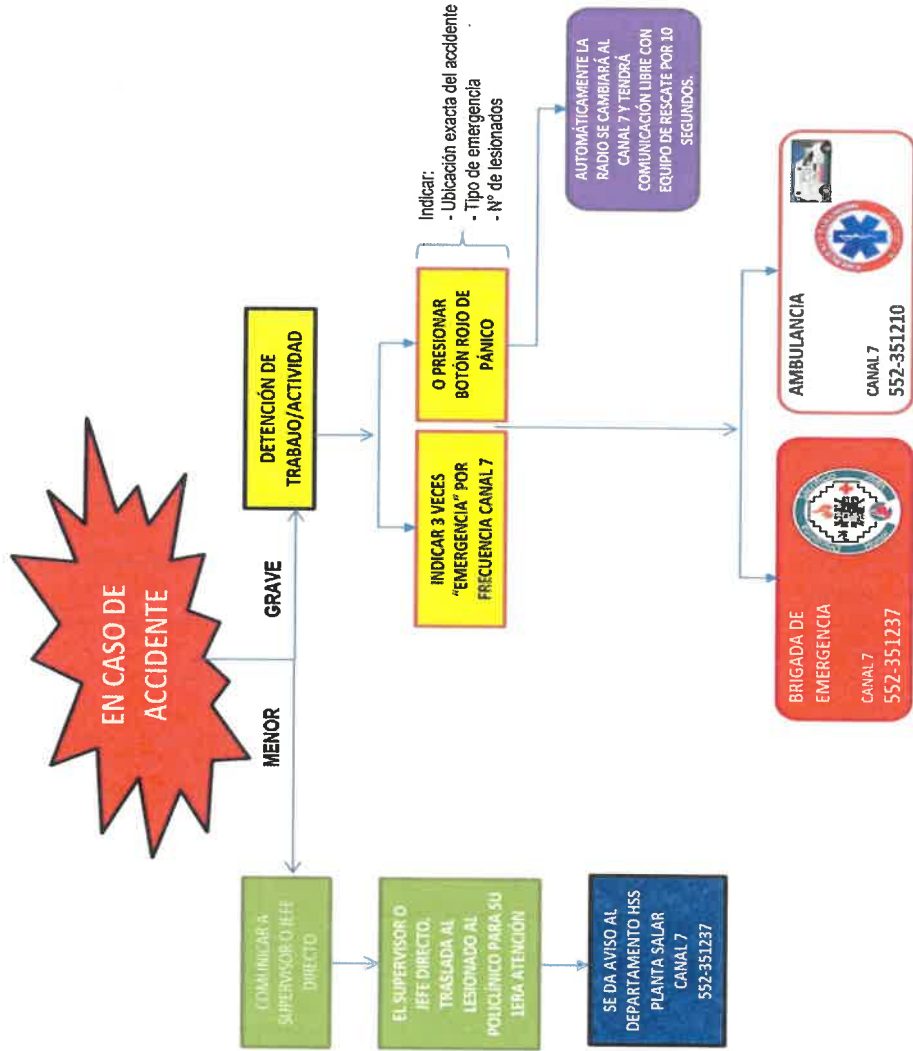 EN CASO DE
ACCIDENTE
MENOR
GRAVE
COMUNICAR A
SUPERVISOR O JEFE
DIRECTO
EL SUPERVISOR O
JEFE DIRECTO.
TRASLADA AL
LESIONADO AL
POLICLÍNICO PARA SU
1ERA ATENCIÓN
SE DA AVISO AL
DEPARTAMENTO HSS
PLANTA SALAR
CANAL 7
552-351237
DETENCIÓN DE
TRABAJO/ACTIVIDAD
INDICAR 3 VECES
"EMERGENCIA" POR
FRECUENCIA CANAL 7
O PRESIONAR
BOTÓN ROJO DE
PÁNICO
Indicar:
- Ubicación exacta del accidente
- Tipo de emergencia
- N° de lesionados
AUTOMÁTICAMENTE LA
RADIO SE CAMBIARÁ AL
CANAL 7 Y TENDRÁ
COMUNICACIÓN LIBRE CON
EQUIPO DE RESCATE POR 10
SEGUNDOS.
BRIGADA DE
EMERGENCIA
CANAL 7
552-351237
AMBULANCIA
CANAL 7
552-351210